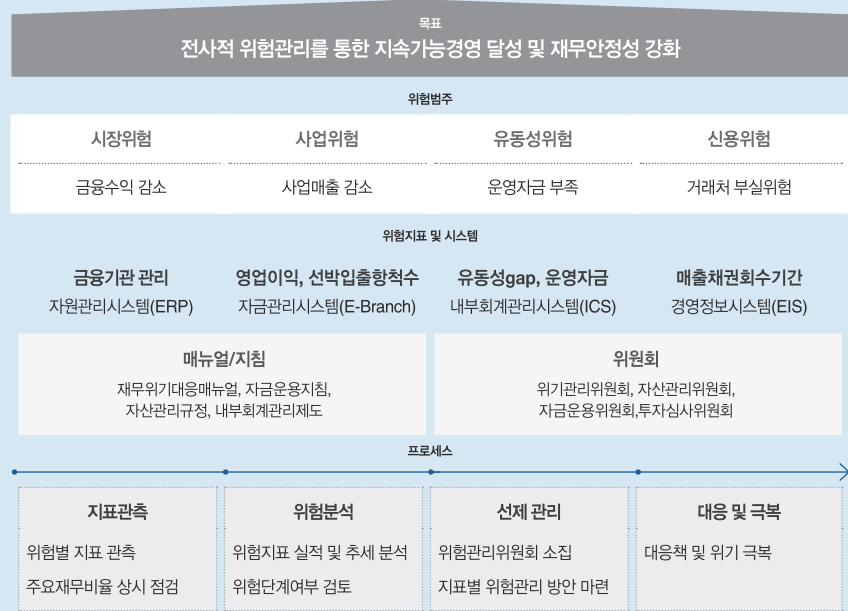 목표
전사적 위험관리를 통한 지속가능경영 달성 및 재무안정성 강화
위험범주
시장위험
금융수익 감소
사업위험
사업매출 감소
유동성위험
운영자금 부족
신용위험
거래처 부실위험
위험지표 및 시스템
금융기관 관리
자원관리시스템(ERP)
영업이익, 선박입출항척수
자금관리시스템(E-Branch)
유동성gap, 운영자금
내부회계관리시스템(ICS)
매출채권회수기간
경영정보시스템(EIS)
매뉴얼/지침
재무위기대응매뉴얼, 자금운용지침,
자산관리규정, 내부회계관리제도
위원회
위기관리위원회, 자산관리위원회,
자금운용위원회,투자심사위원회
프로세스
지표관측
위험별 지표 관측
주요재무비율 상시 점검
위험분석
위험지표 실적 및 추세 분석
위험단계여부 검토
선제 관리
위험관리위원회 소집
지표별 위험관리 방안 마련
대응 및 극복
대응책 및 위기 극복